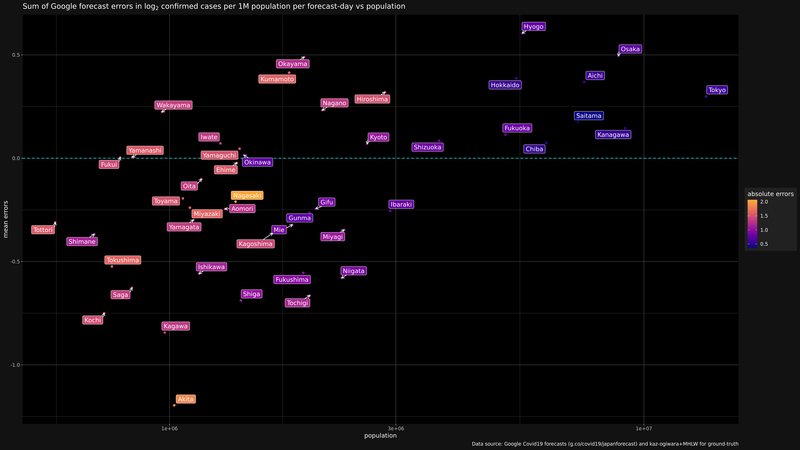 Sum of Google forecast errors in log2 confirmed cases per 1M population per forecast-day vs population
Hyogo
Osaka
Okayama
Kumamoto
Aichi
Hokkaido
Tokyo
Hiroshima
Nagano
Wakayama
Saitama
Fukuoka
Kanagawa
Iwate
Kyoto
Shizuoka
Chiba
Yamanashi
Yamaguchi
Fukui
Okinawa
Ehime
Oita
Nagasaki
Toyama
Gifu
Ibaraki
Aomori
Miyazaki
Gunma
Yamagata
Tottori
Mie
Miyagi
Shimane
Kagoshima
Tokushima
Ishikawa
Niigata
Fukushima
Saga
Shiga
Tochigi
Kochi
Kagawa
Akita
0.5
0.0
-0.5
-1.0
mean errors
1e+06
3e+06
1e+07
population
absolute errors
2.0
1.5
1.0
0.5
Data source: Google Covid19 forecasts (g.co/covid19/japanforecast) and kaz-ogiwara+MHLW for ground-truth